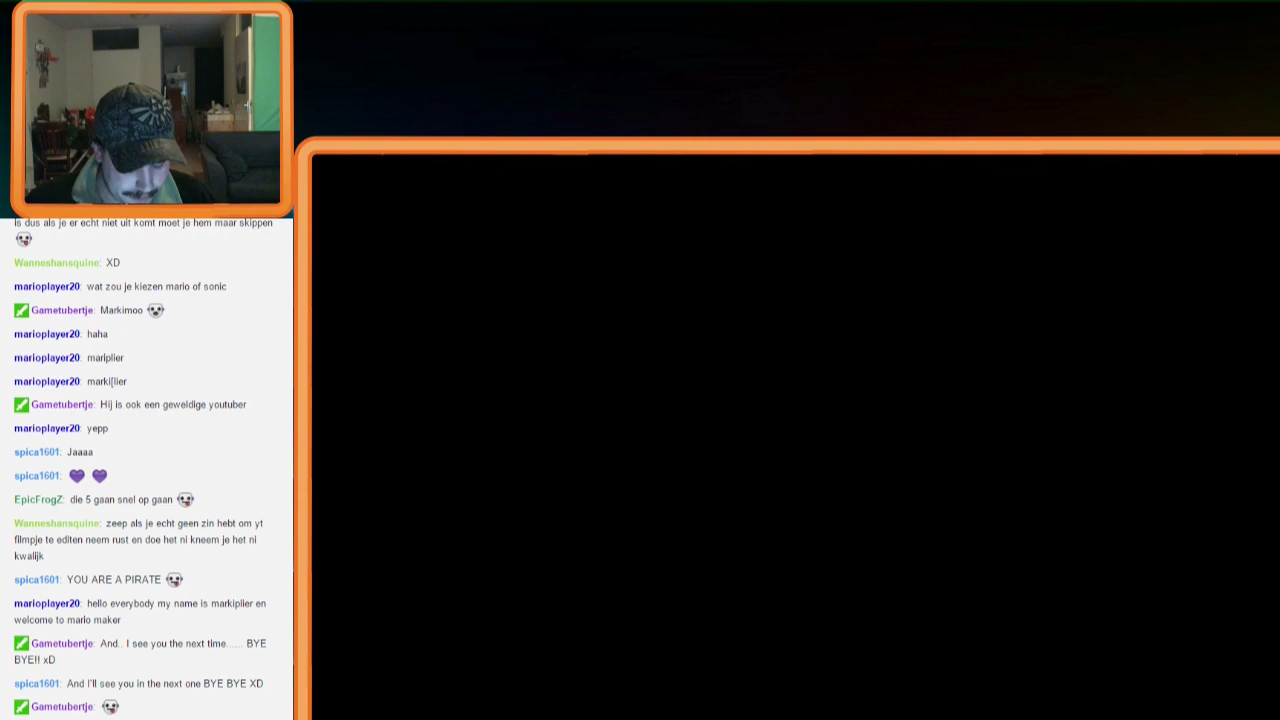 is dus als je er echt niet uit komt moet je hem maar skippen
Wanneshansquine: XD
marioplayer20: wat zou je kiezen mario of sonic
Gametubertje: Markimoo
marioplayer20: haha
marioplayer20: mariplier
marioplayer20: marki[lier
Gametubertje: Hij is ook een geweldige youtuber
marioplayer20: yepp
spica1601: Jaaaa
spica1601:
EpicFrogZ: die 5 gaan snel op gaan
Wanneshansquine: zeep als je echt geen zin hebt om yt
filmpje te editen neem rust en doe het ni kneem je het ni
kwalijk
spica1601: YOU ARE A PIRATE
marioplayer20: hello everybody my name is markiplier en
welcome to mario maker
Gametubertje: And.. I see you the next time...... BYE
BYE!! xD
spica1601: And I'll see you in the next one BYE BYE XD
Gametubertje: